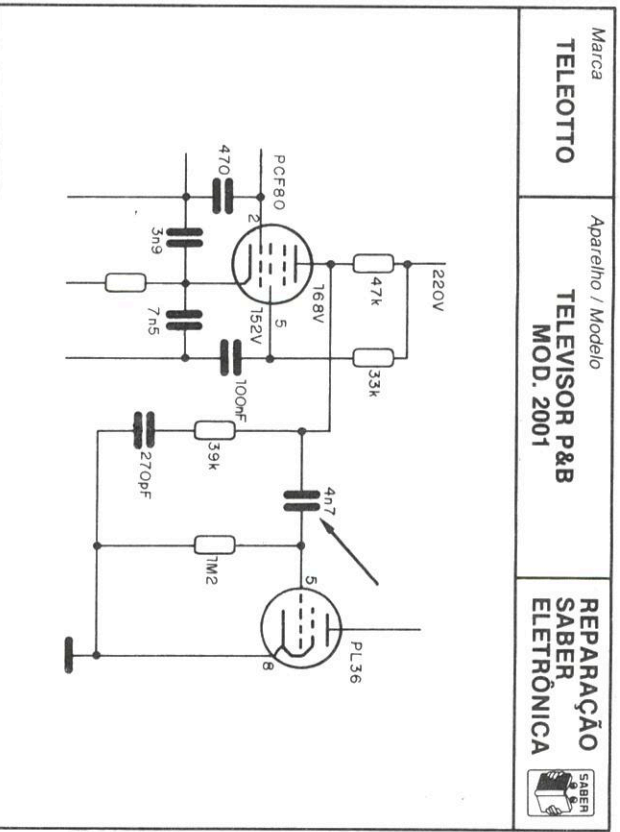 Marca
TELEOTTO
Aparelho / Modelo
TELEVISOR P&B
MOD. 2001
REPARAÇÃO
SABER
ELETRÔNICA
SABER
220V
47k
33k
168V
PCF80
2
5
152V
470
3n9
7n5
100nF
4n7
39k
270pF
1M2
5
PL36
8